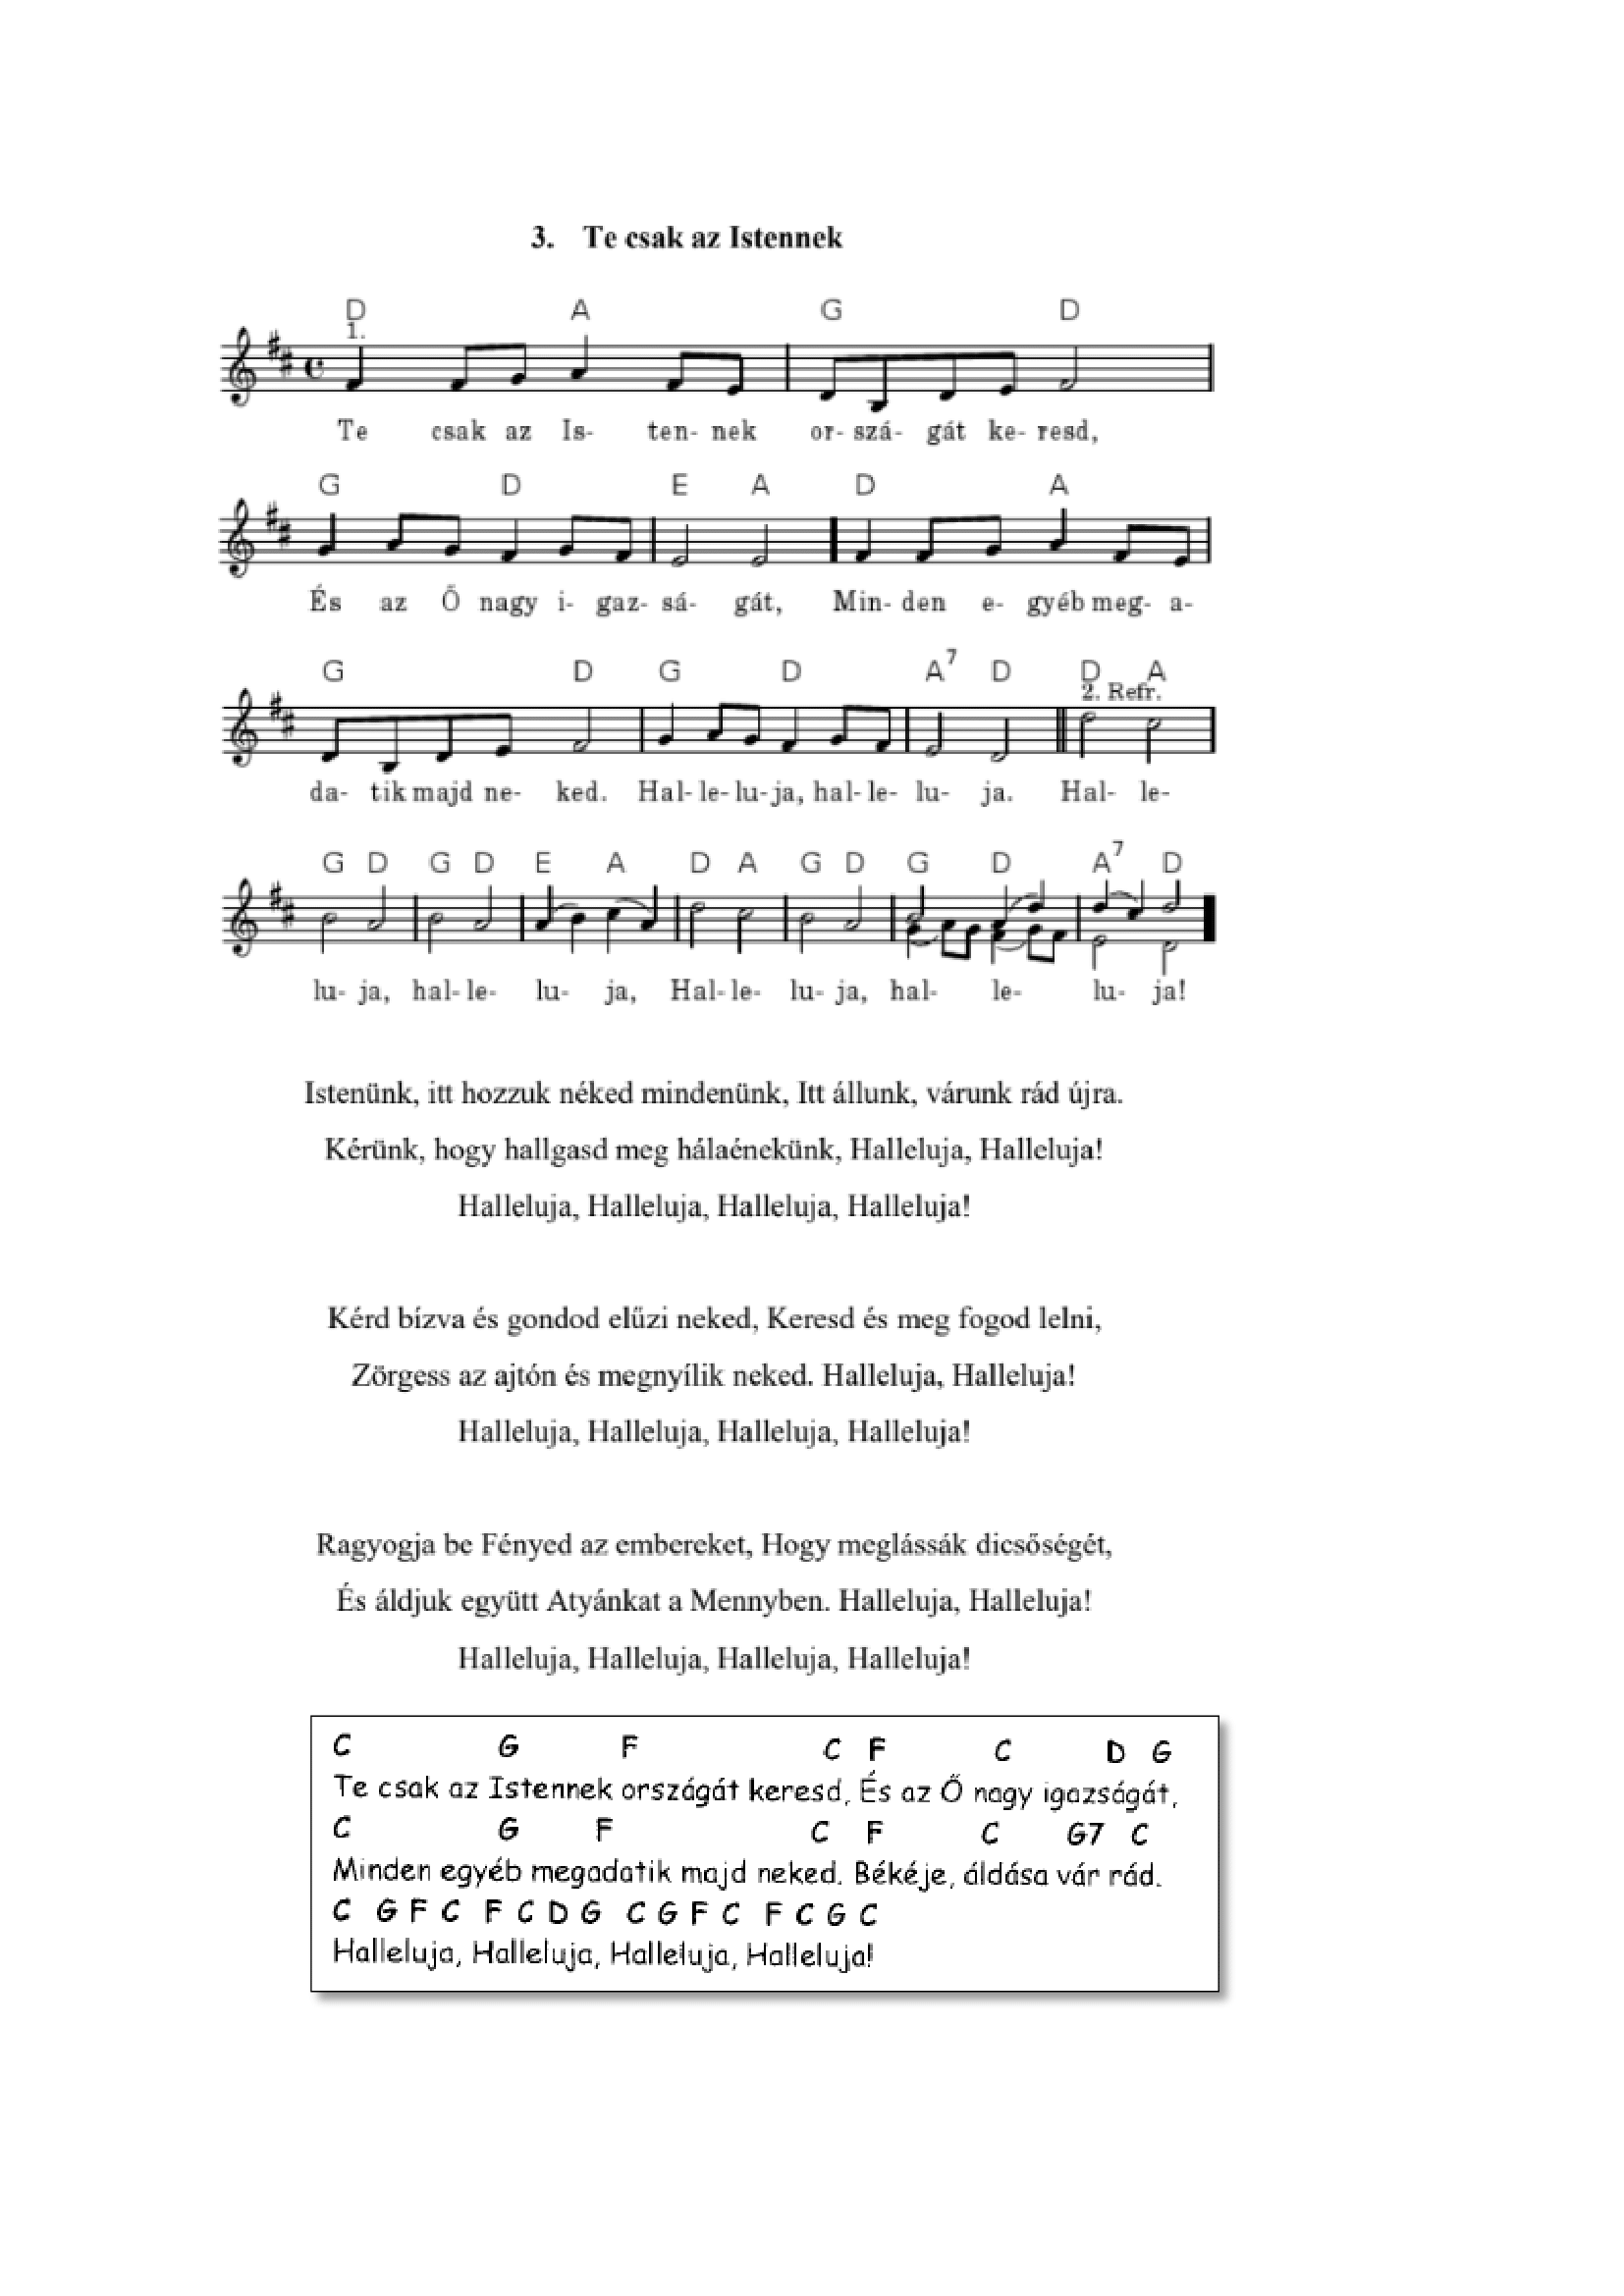 3. Te csak az Istennek
D A G D
1.
Te csak az Is- ten- nek or- szá- gát ke- resd,
G D E A D A
És az Ő nagy i- gaz- sá- gát, Min- den e- gyéb meg- a-
G D G D A7 D D A
2. Refr.
da- tik majd ne- ked. Hal- le- lu- ja, hal- le- lu- ja. Hal- le-
G D G D E A D A G D G D A7 D
lu- ja, hal- le- lu- ja, Hal- le- lu- ja, hal- le- lu- ja!
Istenünk, itt hozzuk néked mindenünk, Itt állunk, várunk rád újra.
Kérünk, hogy hallgasd meg hálaénekünk, Halleluja, Halleluja!
Halleluja, Halleluja, Halleluja, Halleluja!
Kérd bízva és gondod elűzi neked, Keresd és meg fogod lelni,
Zörgess az ajtón és megnyílik neked. Halleluja, Halleluja!
Halleluja, Halleluja, Halleluja, Halleluja!
Ragyogja be Fényed az embereket, Hogy meglássák dicsőségét,
És áldjuk együtt Atyánkat a Mennyben. Halleluja, Halleluja!
Halleluja, Halleluja, Halleluja, Halleluja!
C G F C F C D G
Te csak az Istennek országát keresd, És az Ő nagy igazságát,
C G F C F C G7 C
Minden egyéb megadatik majd neked. Békéje, áldása vár rád.
C G F C F C D G C G F C F C G C
Halleluja, Halleluja, Halleluja, Halleluja!